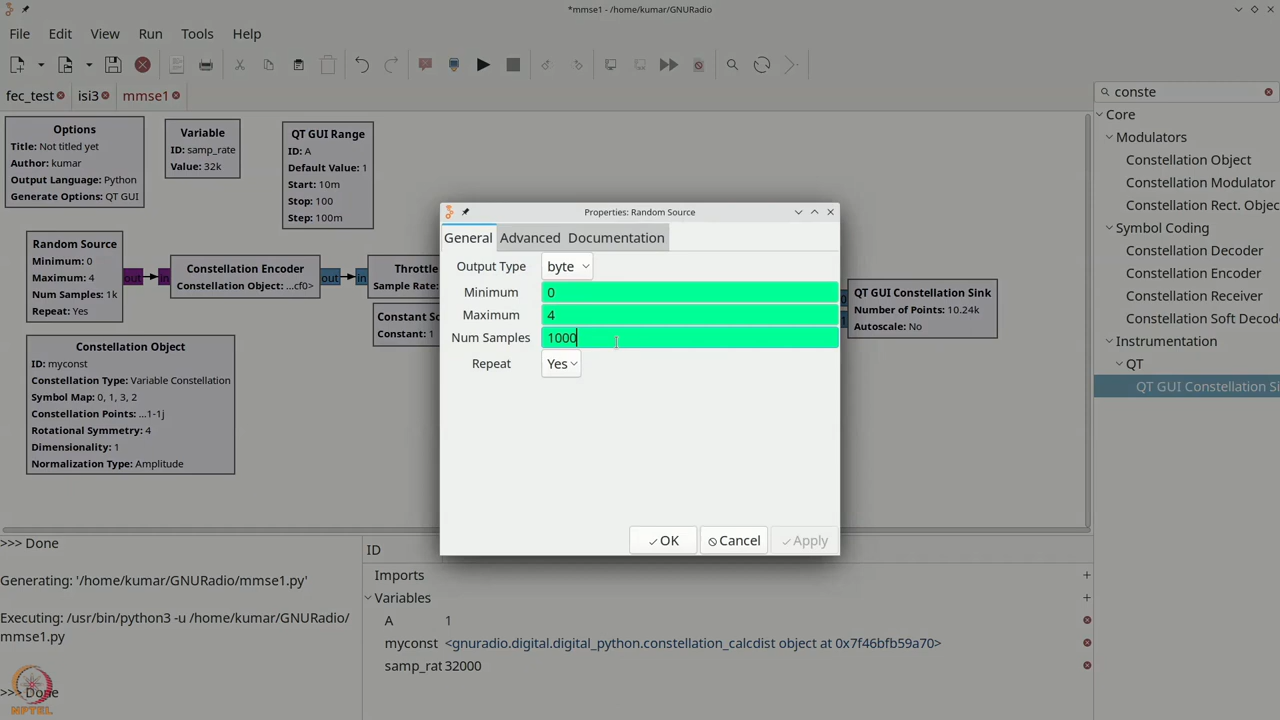 *mmse1 - /home/kumar/GNURadio
File Edit View Run Tools Help
fec_test isi3 mmse1
conste
Options
Title: Not titled yet
Author: kumar
Output Language: Python
Generate Options: QT GUI
Variable
ID: samp_rate
Value: 32k
QT GUI Range
ID: A
Default Value: 1
Start: 10m
Stop: 100
Step: 100m
Random Source
Minimum: 0
Maximum: 4
Num Samples: 1k
Repeat: Yes
out
in
Constellation Encoder
Constellation Object: ...cf0>
out
in
Throttle
Sample Rate:
Constant So
Constant: 1
Constellation Object
ID: myconst
Constellation Type: Variable Constellation
Symbol Map: 0, 1, 3, 2
Constellation Points: ...1-1j
Rotational Symmetry: 4
Dimensionality: 1
Normalization Type: Amplitude
Properties: Random Source
General Advanced Documentation
Output Type byte
Minimum 0
Maximum 4
Num Samples 1000
Repeat Yes
OK Cancel Apply
0
1
QT GUI Constellation Sink
Number of Points: 10.24k
Autoscale: No
Core
Modulators
Constellation Object
Constellation Modulator
Constellation Rect. Object
Symbol Coding
Constellation Decoder
Constellation Encoder
Constellation Receiver
Constellation Soft Decod
Instrumentation
QT
QT GUI Constellation Si
>>> Done
Generating: '/home/kumar/GNURadio/mmse1.py'
Executing: /usr/bin/python3 -u /home/kumar/GNURadio/
mmse1.py
>>> Done
NPTEL
ID
Imports
Variables
A 1
myconst <gnuradio.digital.digital_python.constellation_calcdist object at 0x7f46bfb59a70>
samp_rat 32000